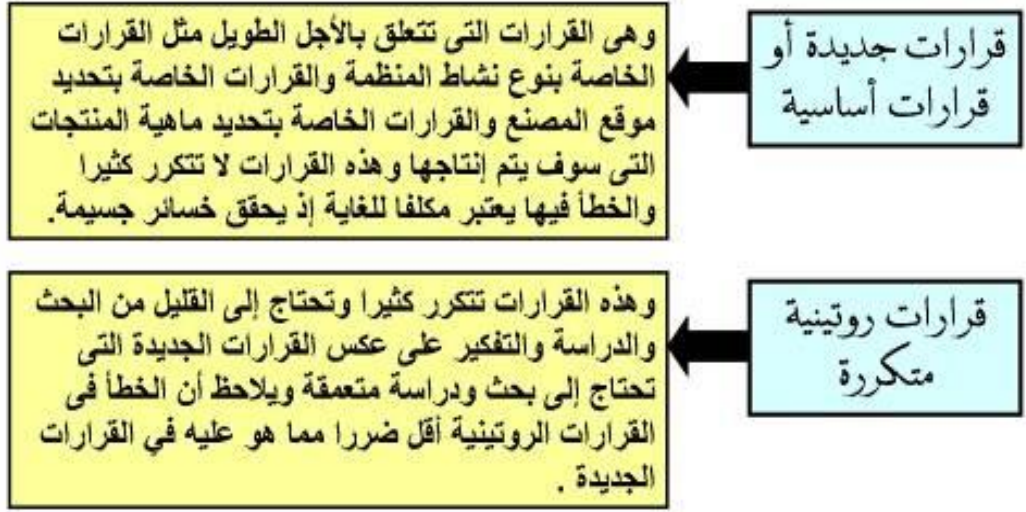 قرارات جديدة أو
قرارات أساسية
وهى القرارات التى تتعلق بالأجل الطويل مثل القرارات
الخاصة بنوع نشاط المنظمة والقرارات الخاصة بتحديد
موقع المصنع والقرارات الخاصة بتحديد ماهية المنتجات
التى سوف يتم إنتاجها وهذه القرارات لا تتكرر كثيرا
والخطأ فيها يعتبر مكلفا للغاية إذ يحقق خسائر جسيمة.
قرارات روتينية
متكررة
وهذه القرارات تتكرر كثيرا وتحتاج إلى القليل من البحث
والدراسة والتفكير على عكس القرارات الجديدة التى
تحتاج إلى بحث ودراسة متعمقة ويلاحظ أن الخطأ فى
القرارات الروتينية أقل ضررا مما هو عليه في القرارات
الجديدة .